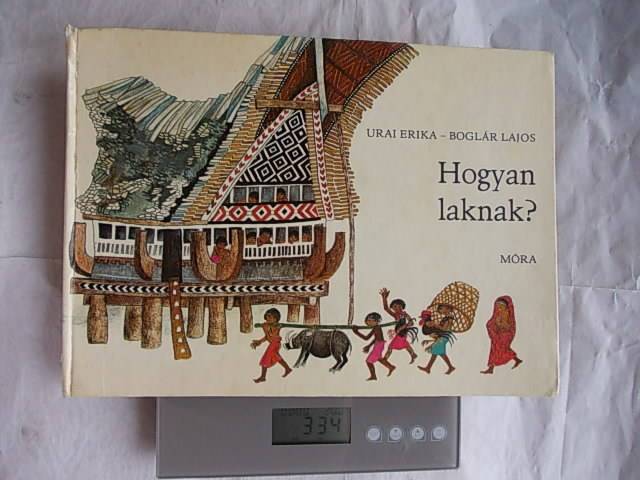 URAI ERIKA – BOGLÁR LAJOS
Hogyan
laknak?
MÓRA
334